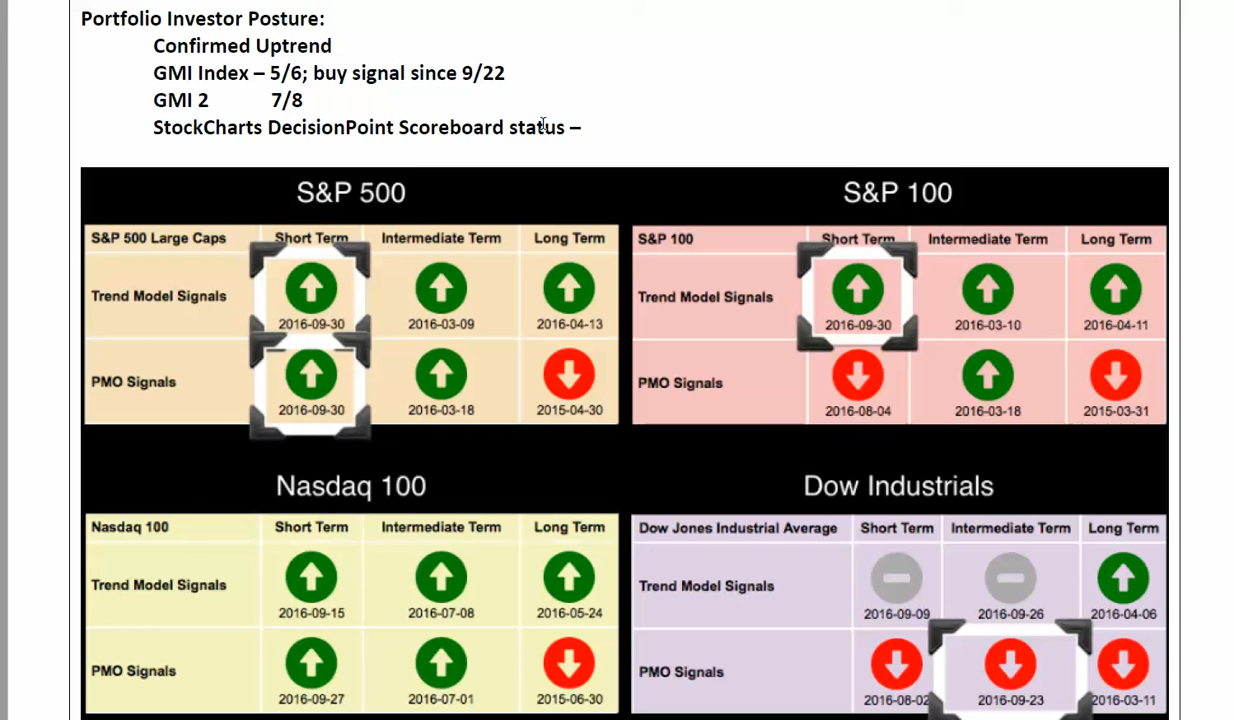 Portfolio Investor Posture:
Confirmed Uptrend
GMI Index – 5/6; buy signal since 9/22
GMI 2 7/8
StockCharts DecisionPoint Scoreboard status –
S&P 500
S&P 500 Large Caps Short Term Intermediate Term Long Term
Trend Model Signals
2016-09-30 2016-03-09 2016-04-13
PMO Signals
2016-09-30 2016-03-18 2015-04-30
S&P 100
S&P 100 Short Term Intermediate Term Long Term
Trend Model Signals
2016-09-30 2016-03-10 2016-04-11
PMO Signals
2016-08-04 2016-03-18 2015-03-31
Nasdaq 100
Nasdaq 100 Short Term Intermediate Term Long Term
Trend Model Signals
2016-09-15 2016-07-08 2016-05-24
PMO Signals
2016-09-27 2016-07-01 2015-06-30
Dow Industrials
Dow Jones Industrial Average Short Term Intermediate Term Long Term
Trend Model Signals
2016-09-09 2016-09-26 2016-04-06
PMO Signals
2016-08-02 2016-09-23 2016-03-11